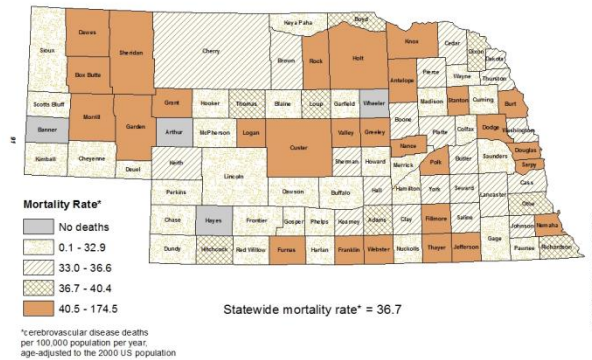 Keya Paha
Boyd
Sioux
Dawes
Sheridan
Cherry
Brown
Rock
Holt
Knox
Cedar
Dixon
Dakota
Box Butte
Antelope
Pierce
Wayne
Thurston
Scotts Bluff
Morrill
Garden
Grant
Hooker
Thomas
Blaine
Loup
Garfield
Wheeler
Madison
Stanton
Cuming
Burt
Banner
Arthur
McPherson
Logan
Custer
Valley
Greeley
Boone
Platte
Colfax
Dodge
Washington
Kimball
Cheyenne
Deuel
Keith
Lincoln
Sherman
Howard
Nance
Merrick
Polk
Butler
Saunders
Douglas
Sarpy
Perkins
Dawson
Buffalo
Hall
Hamilton
York
Seward
Lancaster
Cass
Otoe
Chase
Hayes
Frontier
Gosper
Phelps
Kearney
Adams
Clay
Fillmore
Saline
Johnson
Nemaha
Dundy
Hitchcock
Red Willow
Furnas
Harlan
Franklin
Webster
Nuckolls
Thayer
Jefferson
Gage
Pawnee
Richardson
Mortality Rate*
No deaths
0.1 - 32.9
33.0 - 36.6
36.7 - 40.4
40.5 - 174.5
Statewide mortality rate* = 36.7
*cerebrovascular disease deaths
per 100,000 population per year,
age-adjusted to the 2000 US population